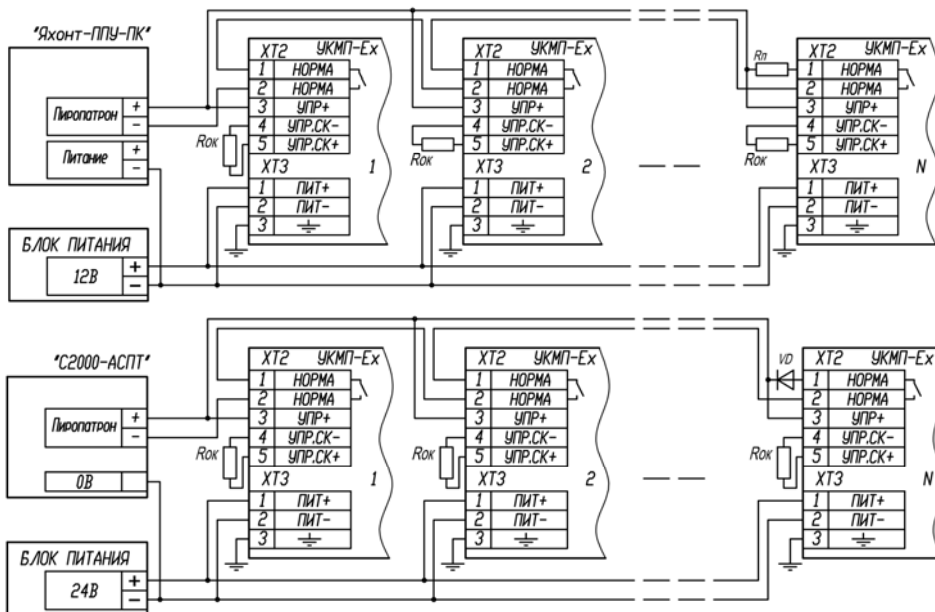 "Яхонт-ППУ-ПК"
Пиропатрон + −
Питание + −
БЛОК ПИТАНИЯ
12В + −
XT2 УКМП-Ex
1 НОРМА
2 НОРМА
3 УПР+
4 УПР.СК-
5 УПР.СК+
Rок
XT3 1
1 ПИТ+
2 ПИТ-
3
XT2 УКМП-Ex
1 НОРМА
2 НОРМА
3 УПР+
4 УПР.СК-
5 УПР.СК+
Rок
XT3 2
1 ПИТ+
2 ПИТ-
3
Rп
XT2 УКМП-Ex
1 НОРМА
2 НОРМА
3 УПР+
4 УПР.СК-
5 УПР.СК+
Rок
XT3 N
1 ПИТ+
2 ПИТ-
3
"С2000-АСПТ"
Пиропатрон + −
0В
БЛОК ПИТАНИЯ
24В + −
XT2 УКМП-Ex
1 НОРМА
2 НОРМА
3 УПР+
4 УПР.СК-
5 УПР.СК+
Rок
XT3 1
1 ПИТ+
2 ПИТ-
3
XT2 УКМП-Ex
1 НОРМА
2 НОРМА
3 УПР+
4 УПР.СК-
5 УПР.СК+
Rок
XT3 2
1 ПИТ+
2 ПИТ-
3
VD
XT2 УКМП-Ex
1 НОРМА
2 НОРМА
3 УПР+
4 УПР.СК-
5 УПР.СК+
Rок
XT3 N
1 ПИТ+
2 ПИТ-
3